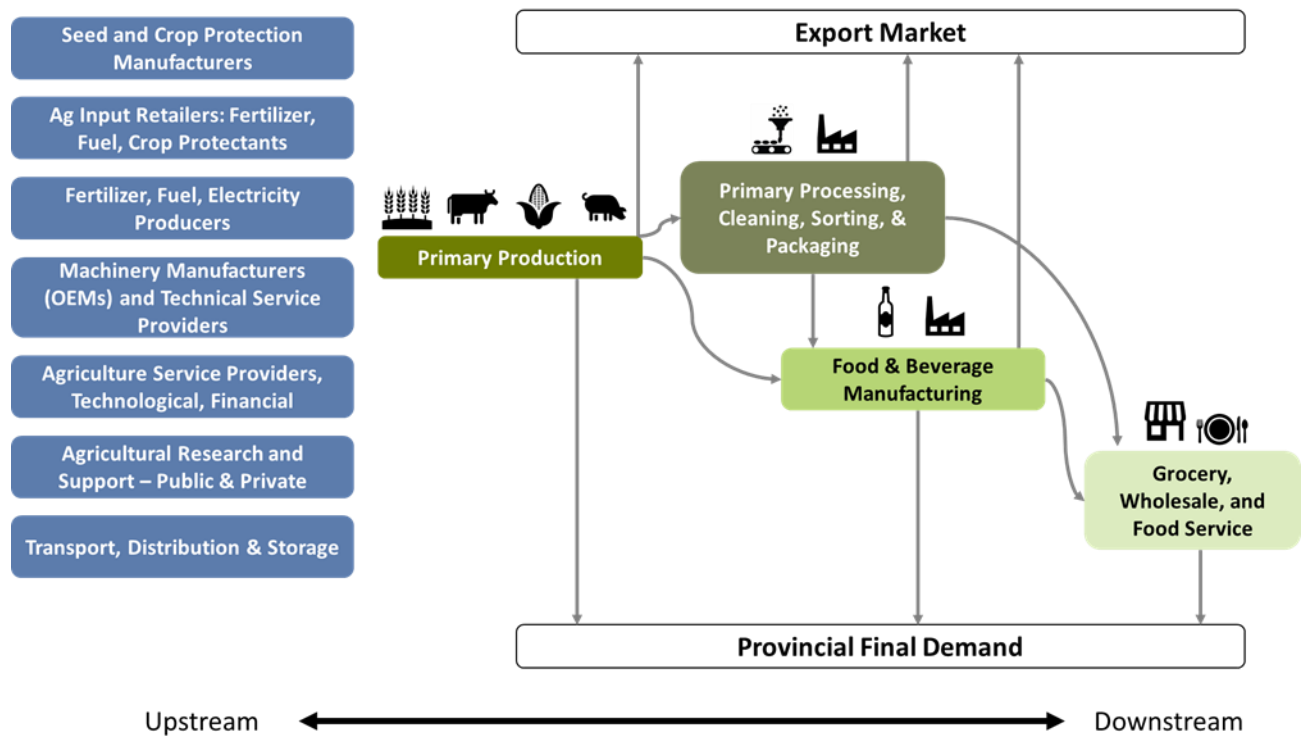 Seed and Crop Protection
Manufacturers
Ag Input Retailers: Fertilizer,
Fuel, Crop Protectants
Fertilizer, Fuel, Electricity
Producers
Machinery Manufacturers
(OEMs) and Technical Service
Providers
Agriculture Service Providers,
Technological, Financial
Agricultural Research and
Support – Public & Private
Transport, Distribution & Storage
Export Market
Primary Production
Primary Processing,
Cleaning, Sorting, &
Packaging
Food & Beverage
Manufacturing
Grocery,
Wholesale, and
Food Service
Provincial Final Demand
Upstream
Downstream